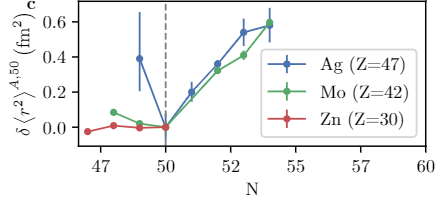 c
δ⟨r²⟩^{A,50} (fm²)
0.6
0.4
0.2
0.0
Ag (Z=47)
Mo (Z=42)
Zn (Z=30)
47 50 52 55 57 60
N